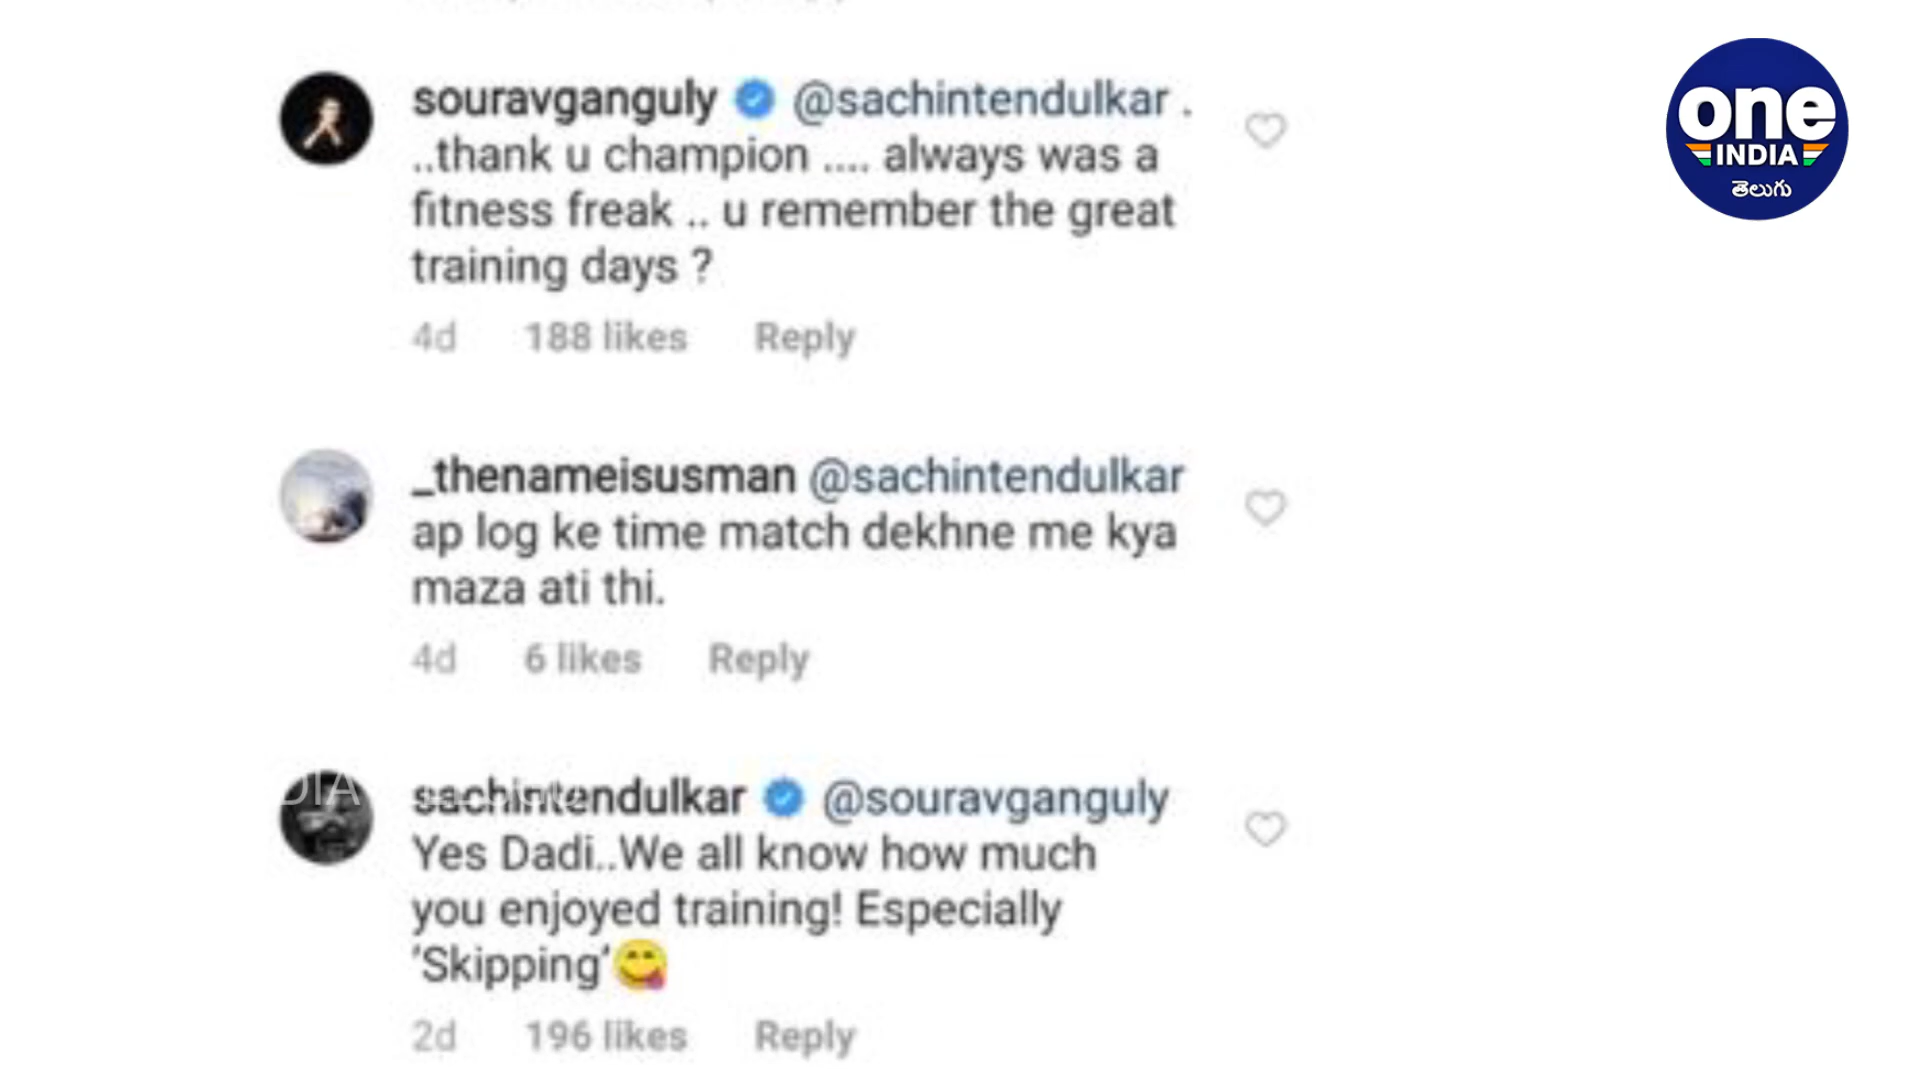 souravganguly @sachintendulkar .
..thank u champion .... always was a
fitness freak .. u remember the great
training days ?
4d 188 likes Reply
_thenameisusman @sachintendulkar
ap log ke time match dekhne me kya
maza ati thi.
4d 6 likes Reply
sachintendulkar @souravganguly
Yes Dadi..We all know how much
you enjoyed training! Especially
'Skipping'😋
2d 196 likes Reply
one
INDIA
తెలుగు